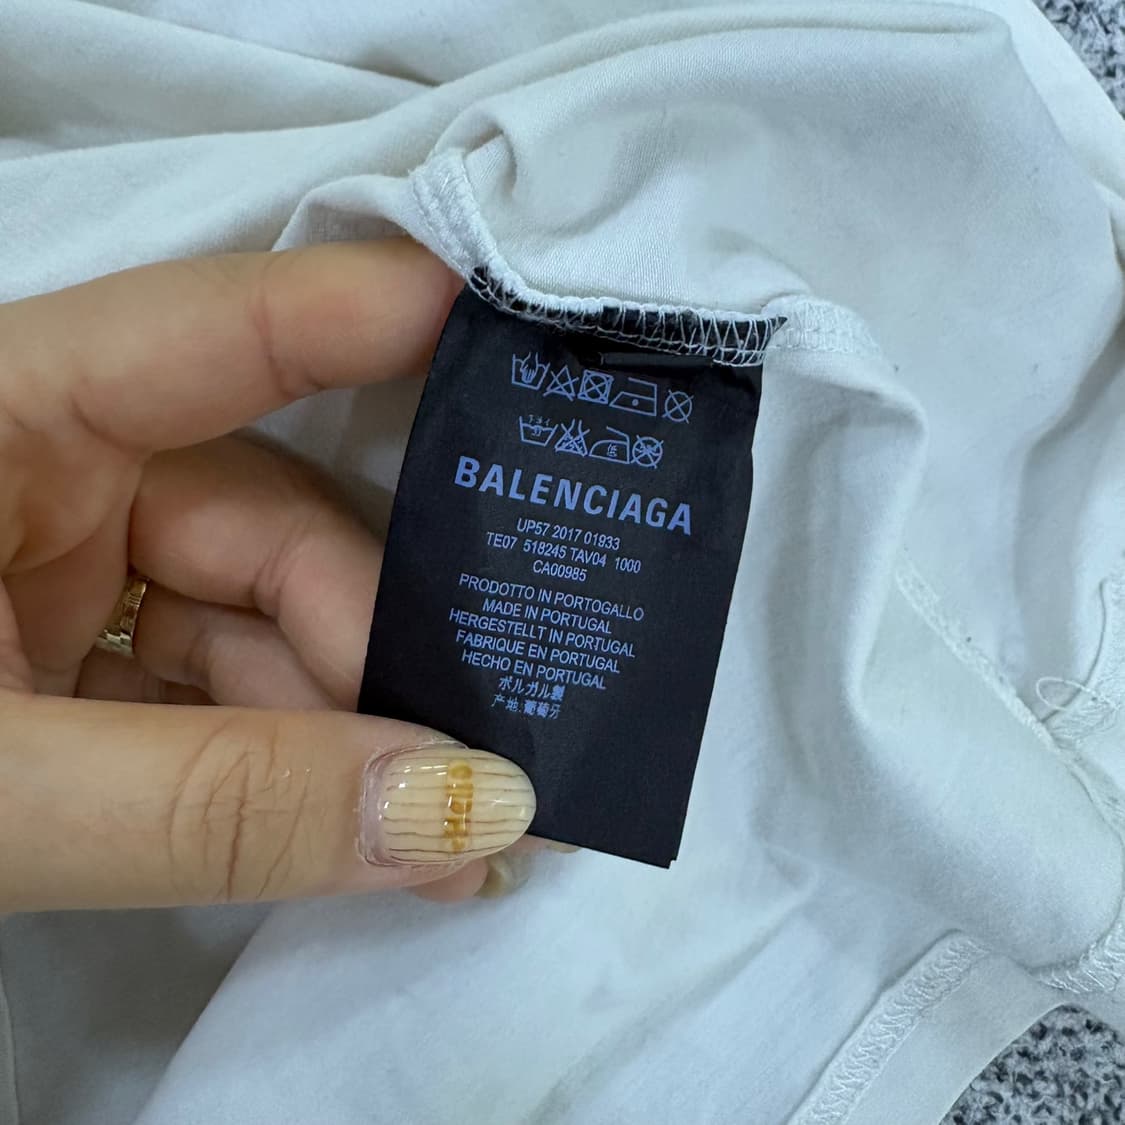 BALENCIAGA
UP57 2017 01933
TE07 518245 TAV04 1000
CA00985
PRODOTTO IN PORTOGALLO
MADE IN PORTUGAL
HERGESTELLT IN PORTUGAL
FABRIQUE EN PORTUGAL
HECHO EN PORTUGAL
ポルガル製
产地:葡萄牙